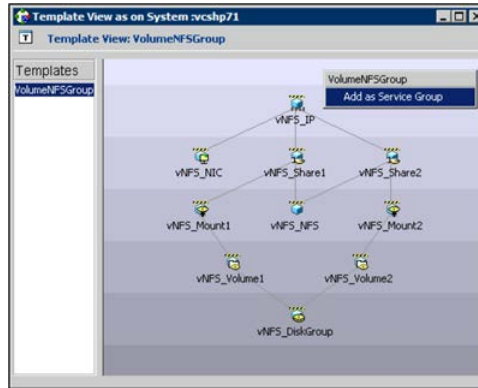 Template View as on System :vcshp71
T Template View: VolumeNFSGroup
Templates
VolumeNFSGroup
VolumeNFSGroup
Add as Service Group
vNFS_IP
vNFS_NIC vNFS_Share1 vNFS_Share2
vNFS_Mount1 vNFS_NFS vNFS_Mount2
vNFS_Volume1 vNFS_Volume2
vNFS_DiskGroup